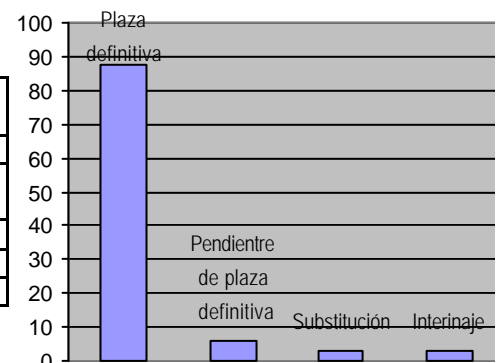 100
90
80
70
60
50
40
30
20
10
0
Plaza
definitiva
Pendientre
de plaza
definitiva
Substitución
Interinaje